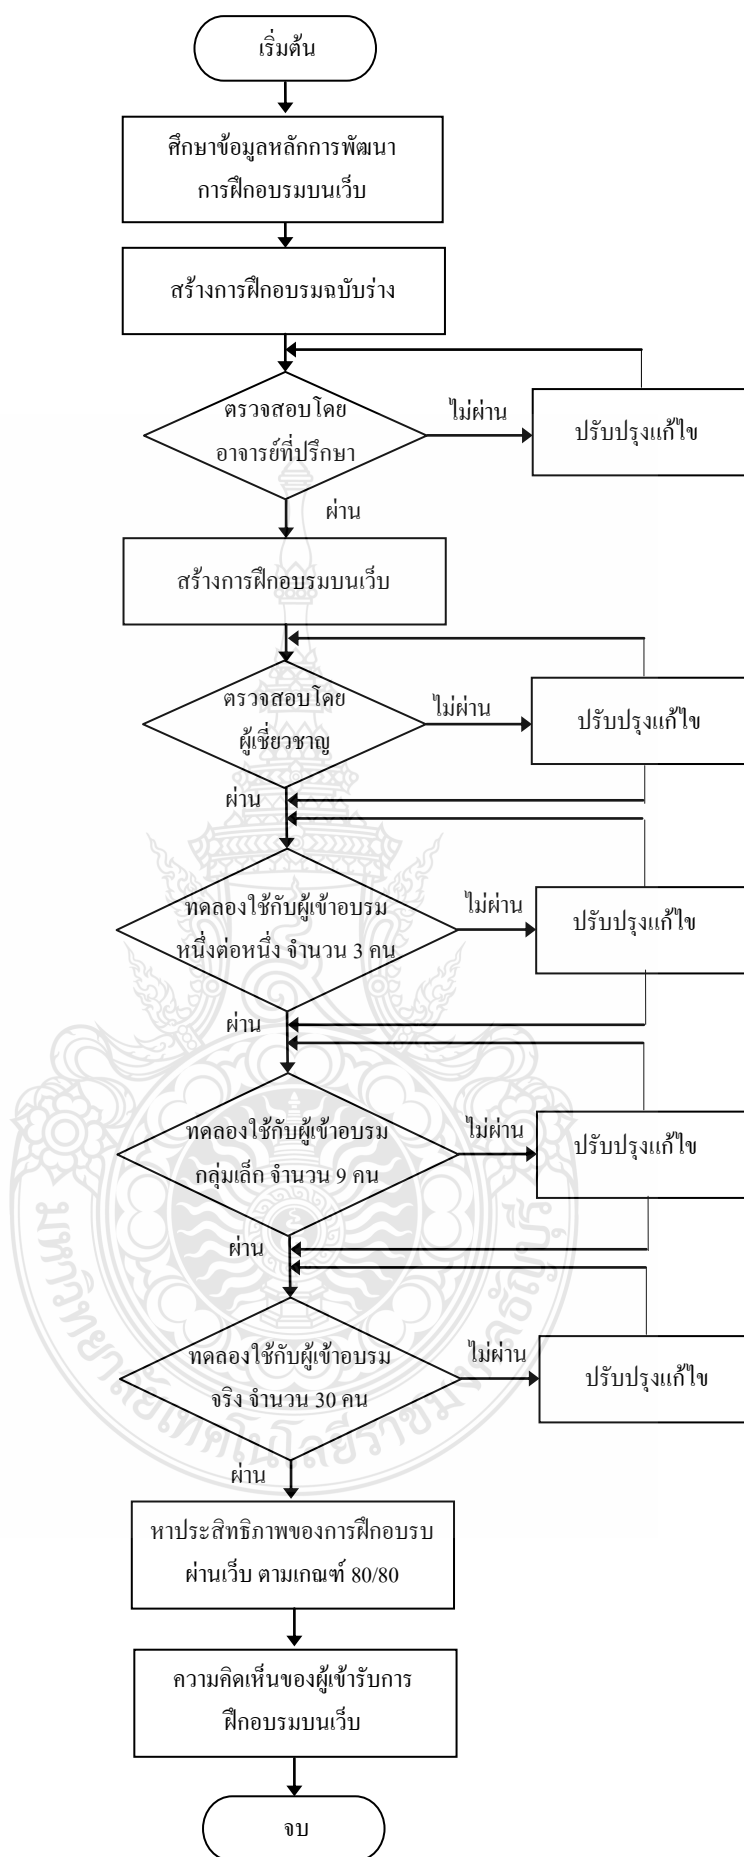 เริ่มต้น
ศึกษาข้อมูลหลักการพัฒนา
การฝึกอบรมบนเว็บ
สร้างการฝึกอบรมฉบับร่าง
ตรวจสอบโดย
อาจารย์ที่ปรึกษา
ไม่ผ่าน
ปรับปรุงแก้ไข
ผ่าน
สร้างการฝึกอบรมบนเว็บ
ตรวจสอบโดย
ผู้เชี่ยวชาญ
ไม่ผ่าน
ปรับปรุงแก้ไข
ผ่าน
ทดลองใช้กับผู้เข้าอบรม
หนึ่งต่อหนึ่ง จำนวน 3 คน
ไม่ผ่าน
ปรับปรุงแก้ไข
ผ่าน
ทดลองใช้กับผู้เข้าอบรม
กลุ่มเล็ก จำนวน 9 คน
ไม่ผ่าน
ปรับปรุงแก้ไข
ผ่าน
ทดลองใช้กับผู้เข้าอบรม
จริง จำนวน 30 คน
ไม่ผ่าน
ปรับปรุงแก้ไข
ผ่าน
หาประสิทธิภาพของการฝึกอบรบ
ผ่านเว็บ ตามเกณฑ์ 80/80
ความคิดเห็นของผู้เข้ารับการ
ฝึกอบรมบนเว็บ
จบ